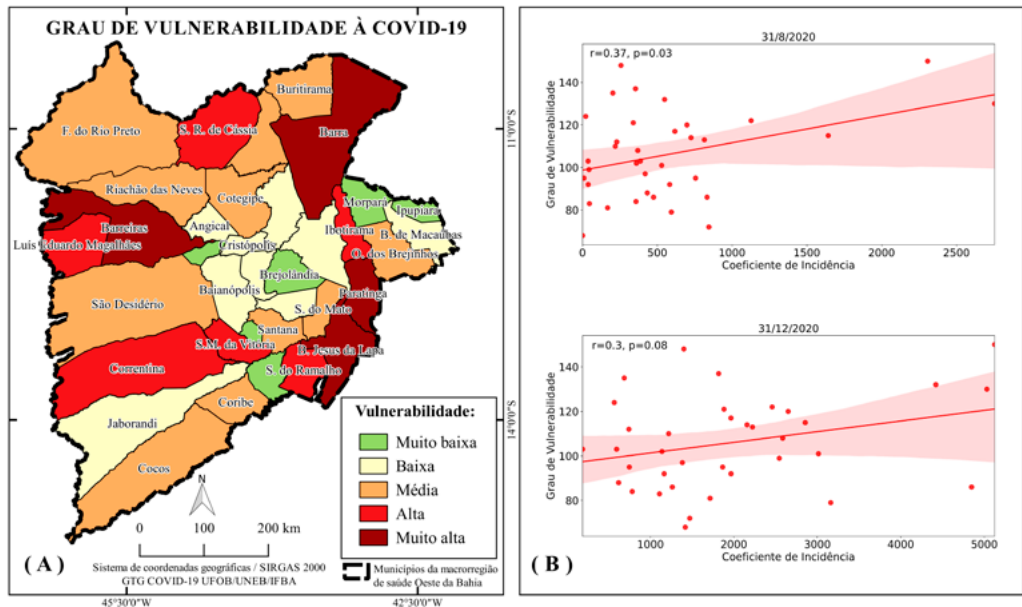 GRAU DE VULNERABILIDADE À COVID-19
Buritirama
F. do Rio Preto
S. R. de Cássia
Barra
11°0'0"S
Riachão das Neves
Cotegipe
Morpará
Ipupiara
Barreiras
Angical
Ibotirama
B. de Macaúbas
Luís Eduardo Magalhães
Cristópolis
O. dos Brejinhos
Brejolândia
Baianópolis
Paratinga
São Desidério
S. do Mato
Santana
S.M. da Vitória
B. Jesus da Lapa
Correntina
S. do Ramalho
Coribe
Jaborandi
14°0'0"S
Cocos
Vulnerabilidade:
Muito baixa
Baixa
Média
Alta
Muito alta
N
0 100 200 km
( A )
Sistema de coordenadas geográficas / SIRGAS 2000
GTG COVID-19 UFOB/UNEB/IFBA
Municípios da macrorregião
de saúde Oeste da Bahia
45°30'0"W
42°30'0"W
31/8/2020
r=0.37, p=0.03
140
120
100
80
Grau de Vulnerabilidade
0 500 1000 1500 2000 2500
Coeficiente de Incidência
31/12/2020
r=0.3, p=0.08
140
120
100
80
Grau de Vulnerabilidade
1000 2000 3000 4000 5000
Coeficiente de Incidência
( B )